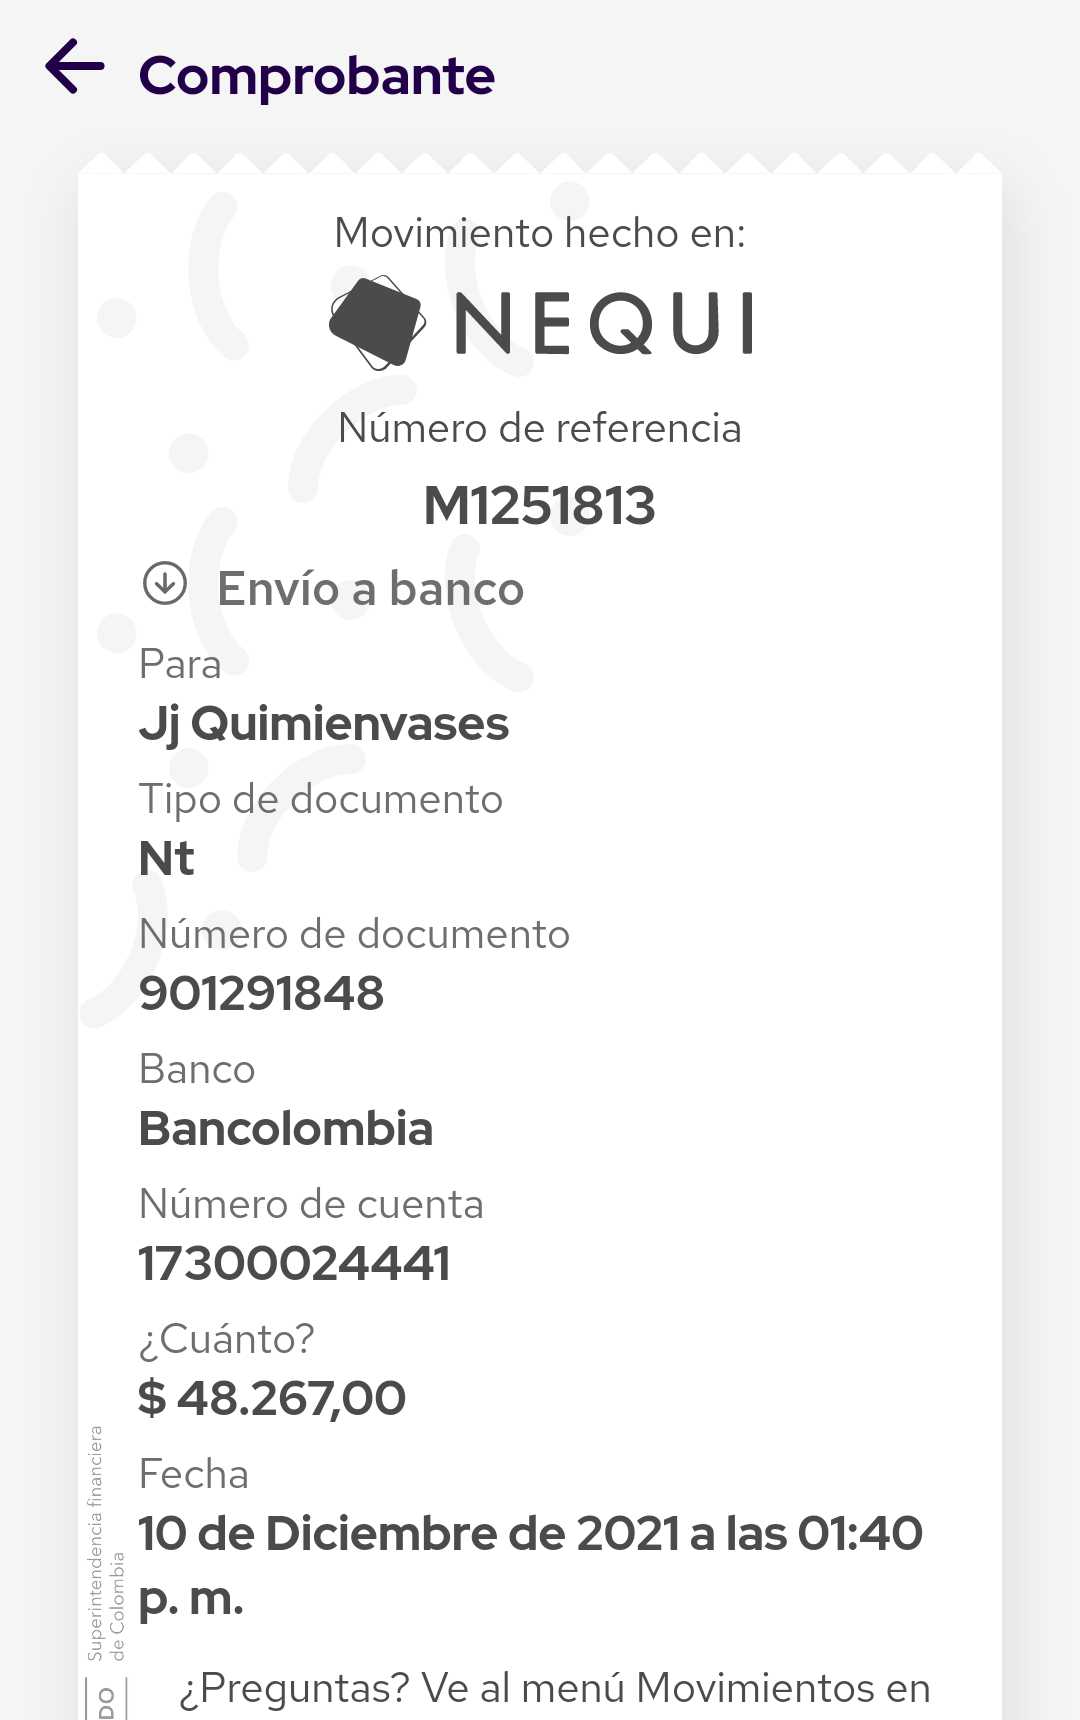 Comprobante
Movimiento hecho en:
NEQUI
Número de referencia
M1251813
Envío a banco
Para
Jj Quimienvases
Tipo de documento
Nt
Número de documento
901291848
Banco
Bancolombia
Número de cuenta
17300024441
¿Cuánto?
$ 48.267,00
Fecha
10 de Diciembre de 2021 a las 01:40
p. m.
¿Preguntas? Ve al menú Movimientos en
Superintendencia financiera
de Colombia